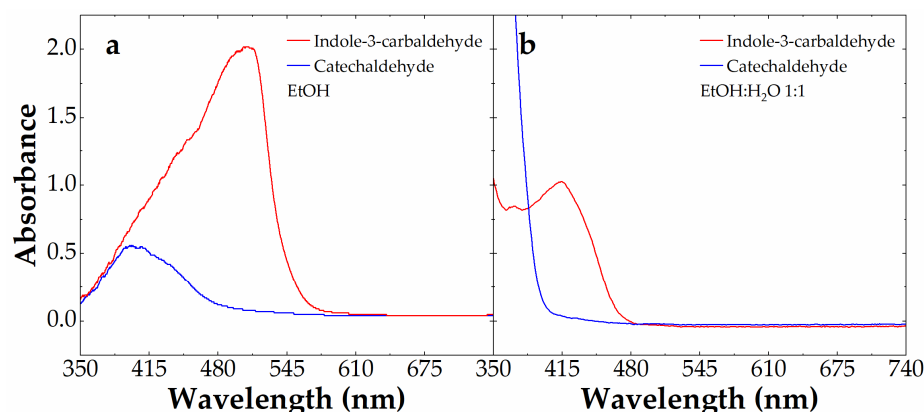 a
Indole-3-carbaldehyde
Catechaldehyde
EtOH
b
Indole-3-carbaldehyde
Catechaldehyde
EtOH:H₂O 1:1
Absorbance
2.0
1.5
1.0
0.5
0.0
350 415 480 545 610 675 350 415 480 545 610 675 740
Wavelength (nm) Wavelength (nm)